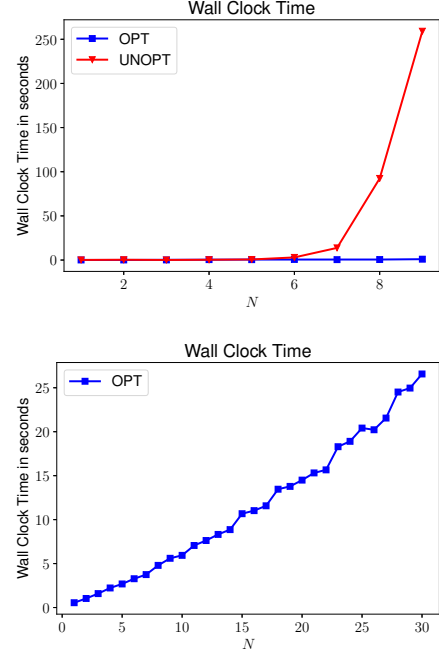 Wall Clock Time
OPT
UNOPT
Wall Clock Time in seconds
250
200
150
100
50
0
2 4 6 8
N
Wall Clock Time
OPT
Wall Clock Time in seconds
25
20
15
10
5
0
0 5 10 15 20 25 30
N